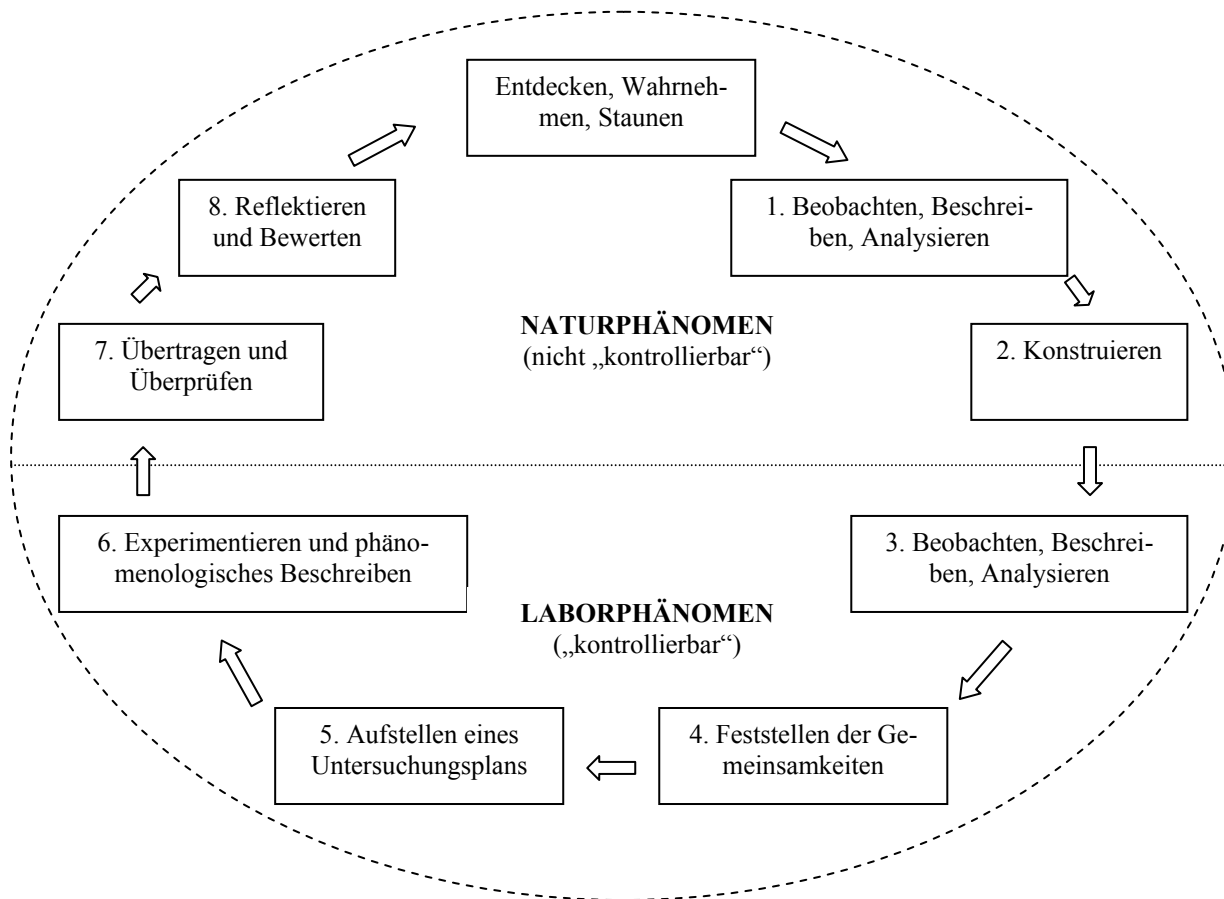 Entdecken, Wahrneh-
men, Staunen
8. Reflektieren
und Bewerten
1. Beobachten, Beschrei-
ben, Analysieren
NATURPHÄNOMEN
(nicht „kontrollierbar“)
7. Übertragen und
Überprüfen
2. Konstruieren
6. Experimentieren und phäno-
menologisches Beschreiben
3. Beobachten, Beschrei-
ben, Analysieren
LABORPHÄNOMEN
(„kontrollierbar“)
5. Aufstellen eines
Untersuchungsplans
4. Feststellen der Ge-
meinsamkeiten